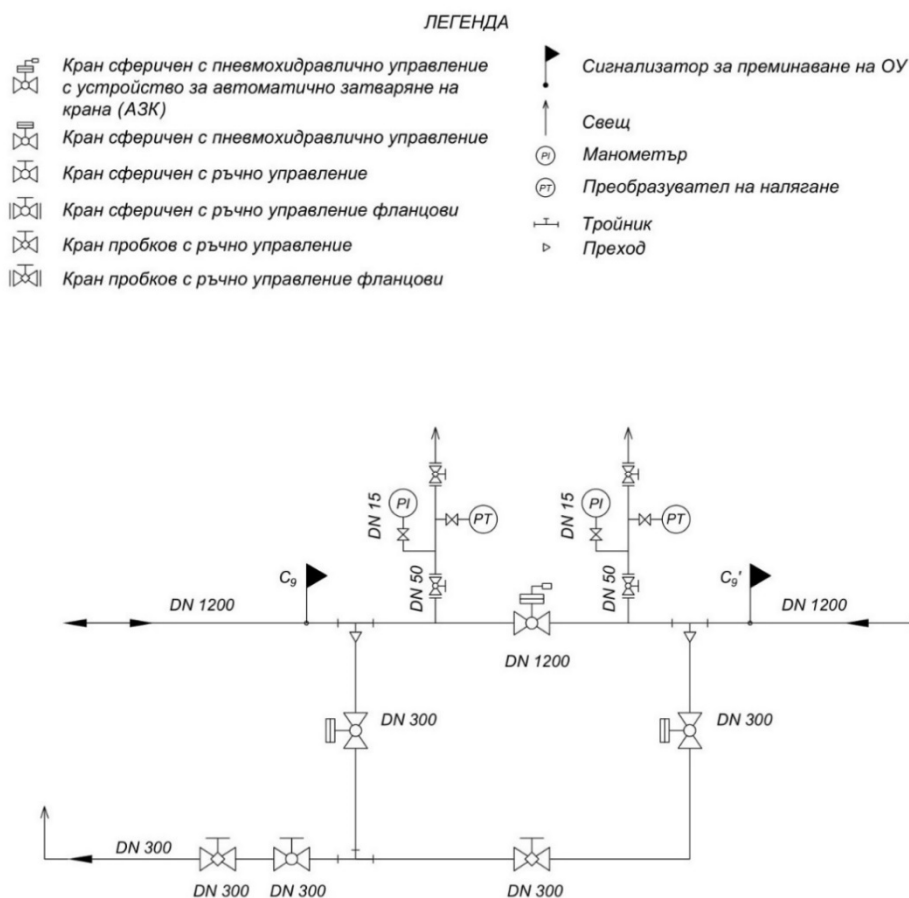 ЛЕГЕНДА
Кран сферичен с пневмохидравлично управление
с устройство за автоматично затваряне на
крана (АЗК)
Кран сферичен с пневмохидравлично управление
Кран сферичен с ръчно управление
Кран сферичен с ръчно управление фланцови
Кран пробков с ръчно управление
Кран пробков с ръчно управление фланцови
Сигнализатор за преминаване на ОУ
Свещ
PI Манометър
PT Преобразувател на налягане
Тройник
Преход
DN 15
PI
PT
DN 50
DN 15
PI
PT
DN 50
C₉
C₉'
DN 1200
DN 1200
DN 1200
DN 300
DN 300
DN 300
DN 300
DN 300
DN 300